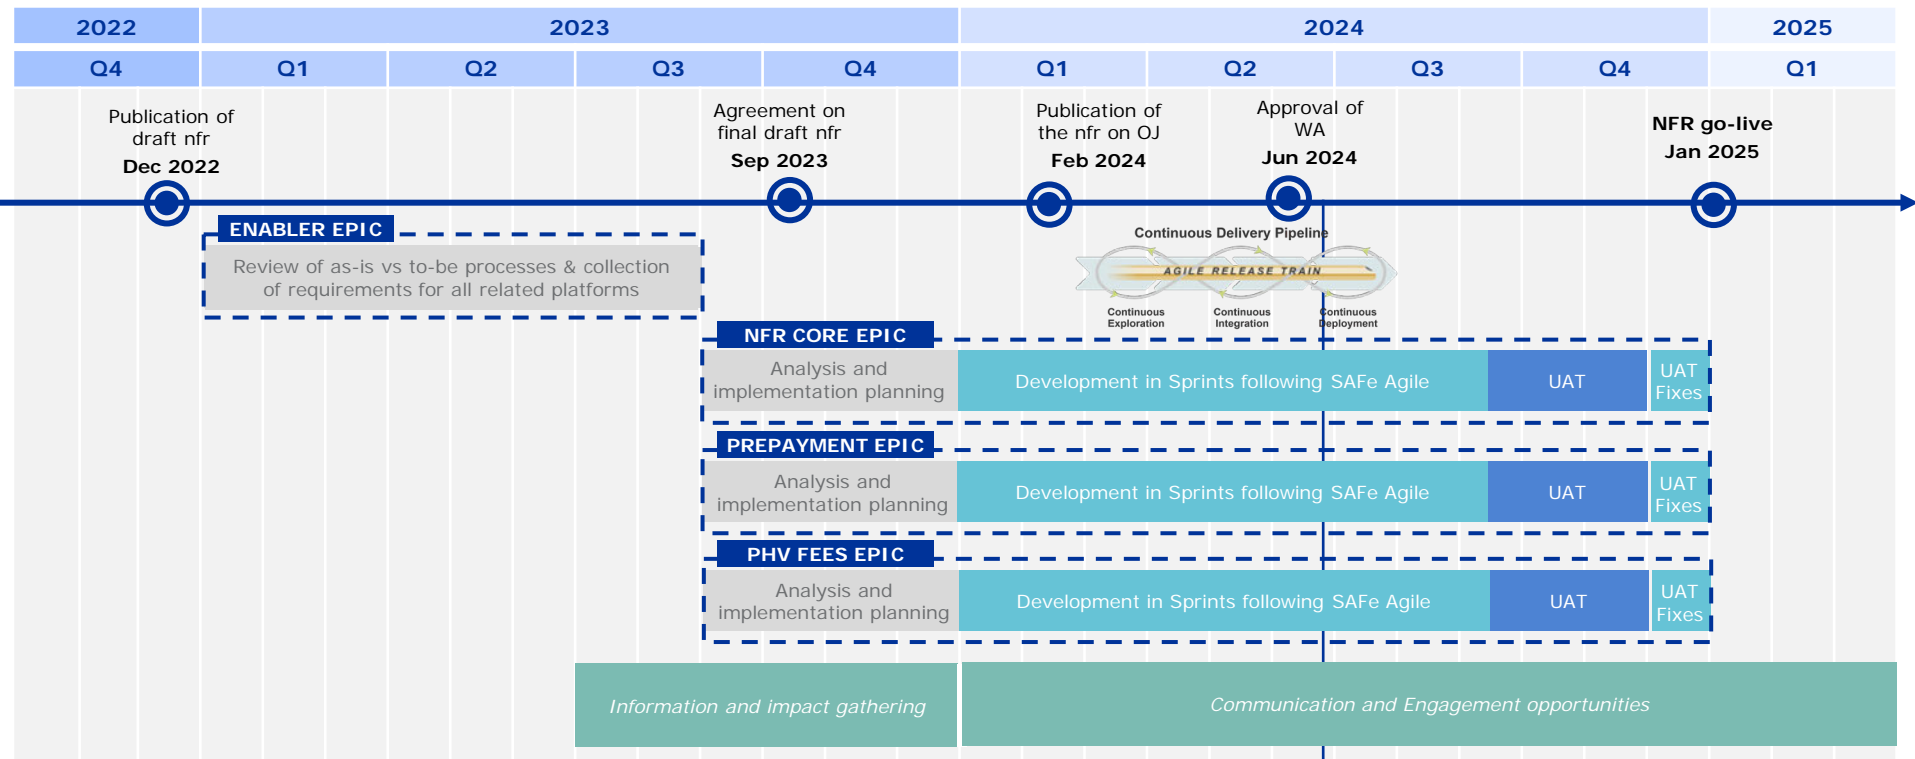 2022
2023
2024
2025
Q4
Q1
Q2
Q3
Q4
Q1
Q2
Q3
Q4
Q1
Publication of
draft nfr
Dec 2022
Agreement on
final draft nfr
Sep 2023
Publication of
the nfr on OJ
Feb 2024
Approval of
WA
Jun 2024
NFR go-live
Jan 2025
ENABLER EPIC
Review of as-is vs to-be processes & collection
of requirements for all related platforms
Continuous Delivery Pipeline
AGILE RELEASE TRAIN
Continuous
Exploration
Continuous
Integration
Continuous
Deployment
NFR CORE EPIC
Analysis and
implementation planning
Development in Sprints following SAFe Agile
UAT
UAT
Fixes
PREPAYMENT EPIC
Analysis and
implementation planning
Development in Sprints following SAFe Agile
UAT
UAT
Fixes
PHV FEES EPIC
Analysis and
implementation planning
Development in Sprints following SAFe Agile
UAT
UAT
Fixes
Information and impact gathering
Communication and Engagement opportunities